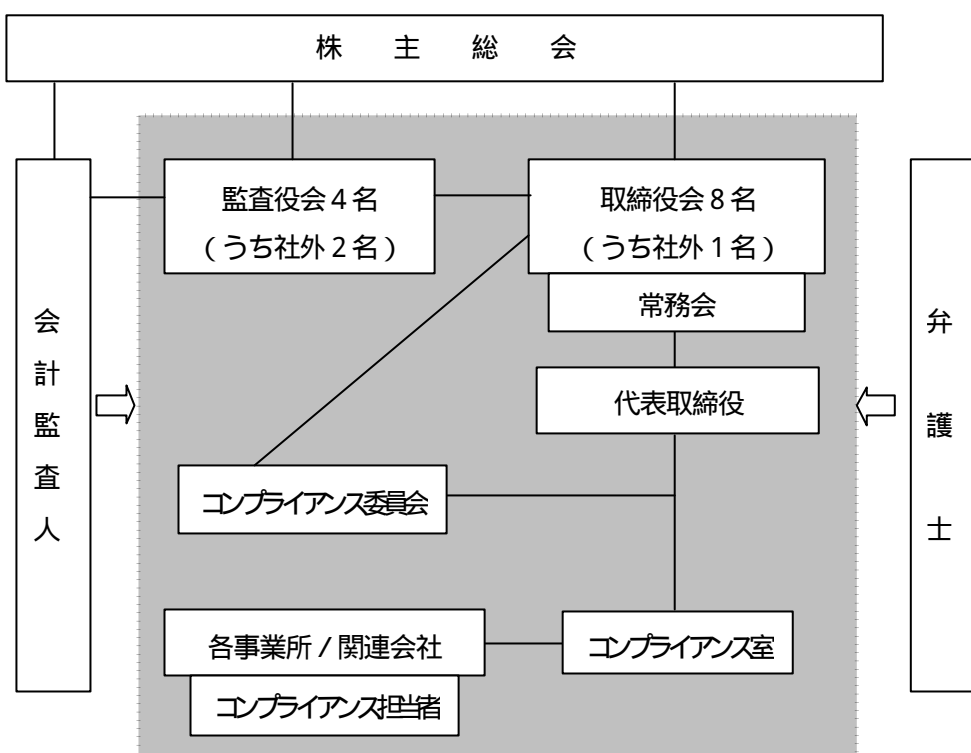 株主総会
監査役会4名
(うち社外2名)
取締役会8名
(うち社外1名)
常務会
会計監査人
弁護士
代表取締役
コンプライアンス委員会
各事業所/関連会社
コンプライアンス室
コンプライアンス担当者